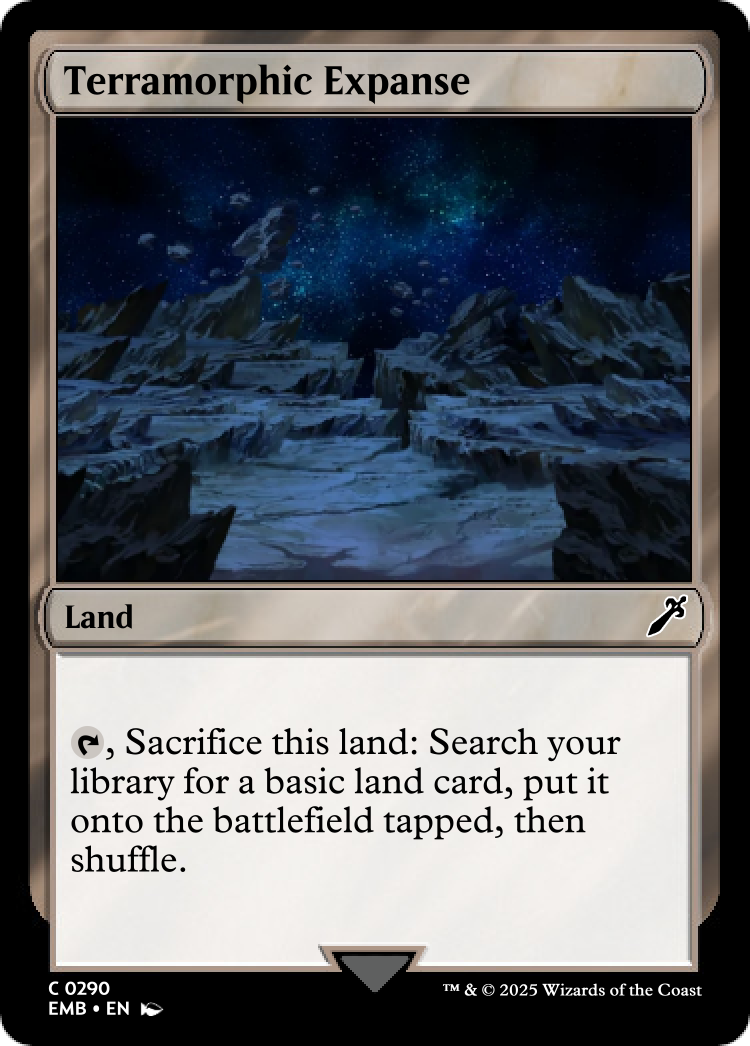 Terramorphic Expanse
Land
, Sacrifice this land: Search your
library for a basic land card, put it
onto the battlefield tapped, then
shuffle.
C 0290
EMB • EN
™ & © 2025 Wizards of the Coast